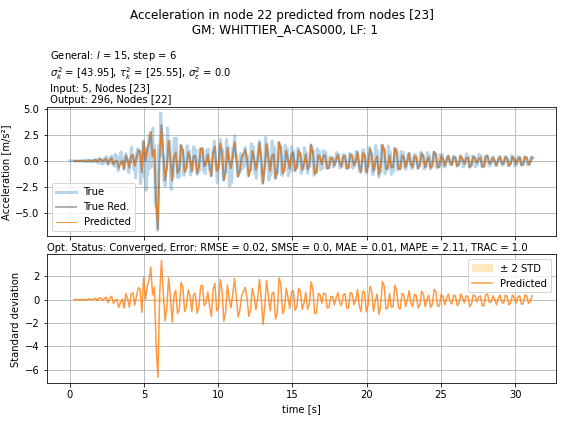 Acceleration in node 22 predicted from nodes [23]
GM: WHITTIER_A-CAS000, LF: 1
General: l = 15, step = 6
σ²ₖ = [43.95], τ²ₖ = [25.55], σ²ε = 0.0
Input: 5, Nodes [23]
Output: 296, Nodes [22]
5.0
2.5
0.0
−2.5
−5.0
Acceleration [m/s²]
True
True Red.
Predicted
Opt. Status: Converged, Error: RMSE = 0.02, SMSE = 0.0, MAE = 0.01, MAPE = 2.11, TRAC = 1.0
2
0
−2
−4
−6
Standard deviation
± 2 STD
Predicted
0 5 10 15 20 25 30
time [s]